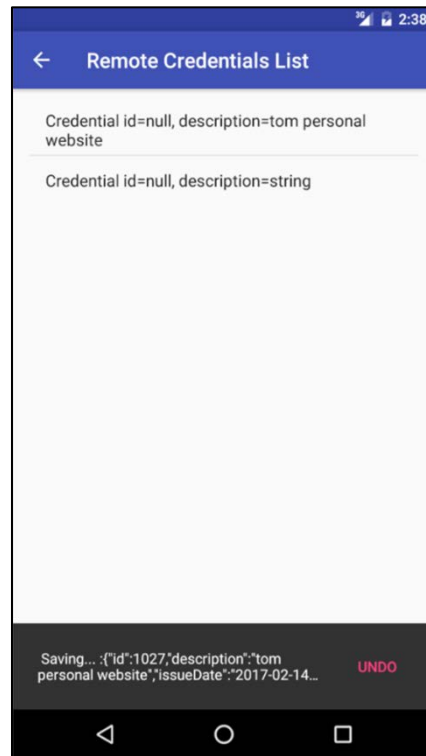 3G 2:38
Remote Credentials List
Credential id=null, description=tom personal
website
Credential id=null, description=string
Saving... :{"id":1027,"description":"tom
personal website","issueDate":"2017-02-14...
UNDO